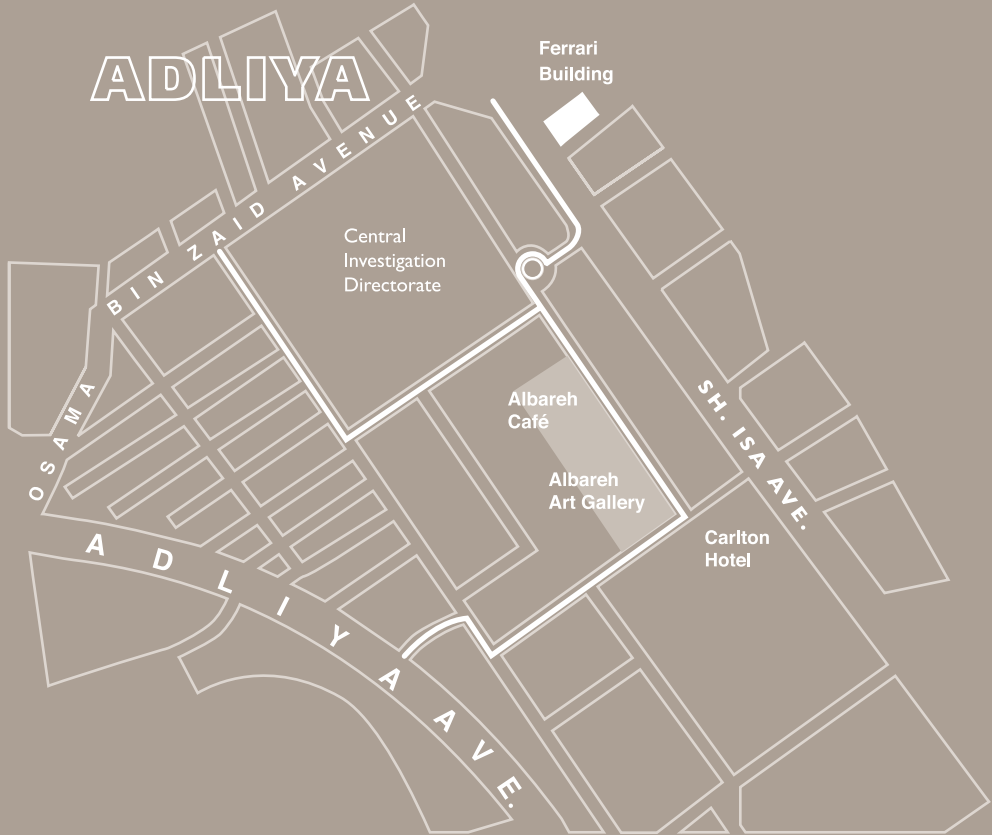 ADLIYA
Ferrari
Building
OSAMA BIN ZAID AVENUE
Central
Investigation
Directorate
Albareh
Café
Albareh
Art Gallery
SH. ISA AVE.
Carlton
Hotel
ADLIYA AVE.